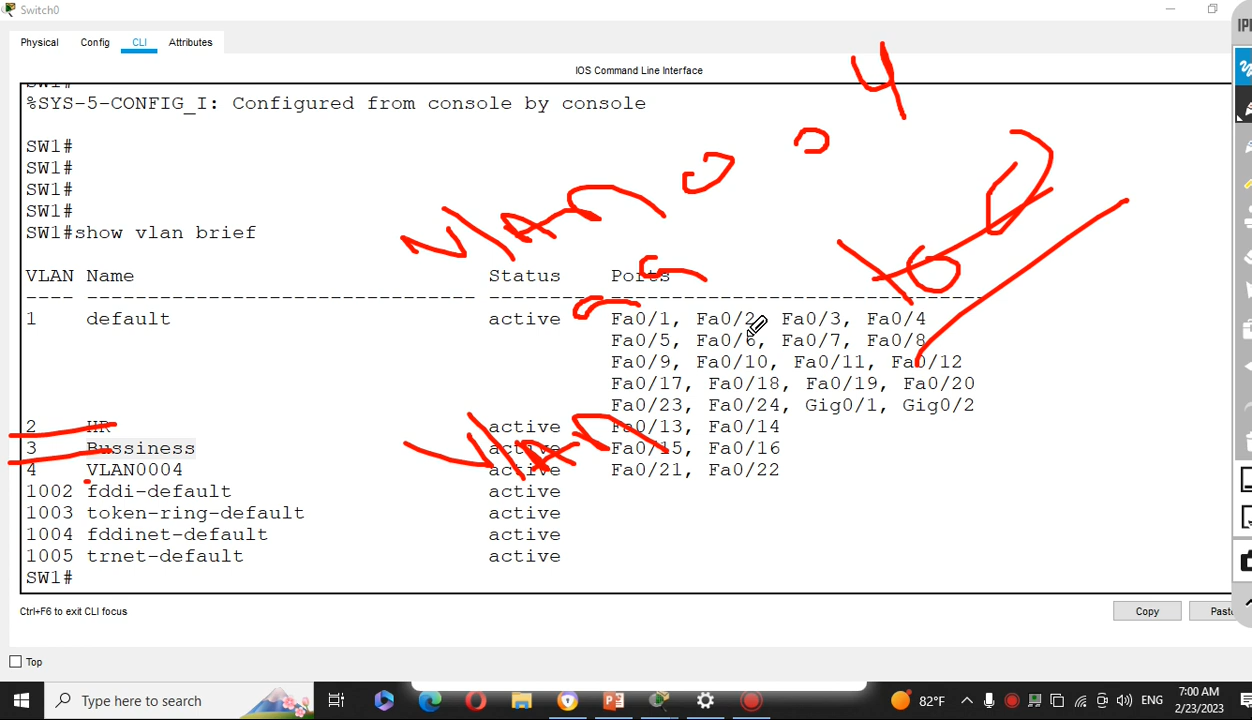 Switch0
Physical Config CLI Attributes
IOS Command Line Interface
SW1#
%SYS-5-CONFIG_I: Configured from console by console
SW1#
SW1#
SW1#
SW1#
SW1#show vlan brief
VLAN Name Status Ports
---- -------------------------------- --------- -------------------------------
1 default active Fa0/1, Fa0/2, Fa0/3, Fa0/4
Fa0/5, Fa0/6, Fa0/7, Fa0/8
Fa0/9, Fa0/10, Fa0/11, Fa0/12
Fa0/17, Fa0/18, Fa0/19, Fa0/20
Fa0/23, Fa0/24, Gig0/1, Gig0/2
2 HR active Fa0/13, Fa0/14
3 Bussiness active Fa0/15, Fa0/16
4 VLAN0004 active Fa0/21, Fa0/22
1002 fddi-default active
1003 token-ring-default active
1004 fddinet-default active
1005 trnet-default active
SW1#
Ctrl+F6 to exit CLI focus
Copy
Top
Type here to search
82°F
ENG
7:00 AM
2/23/2023